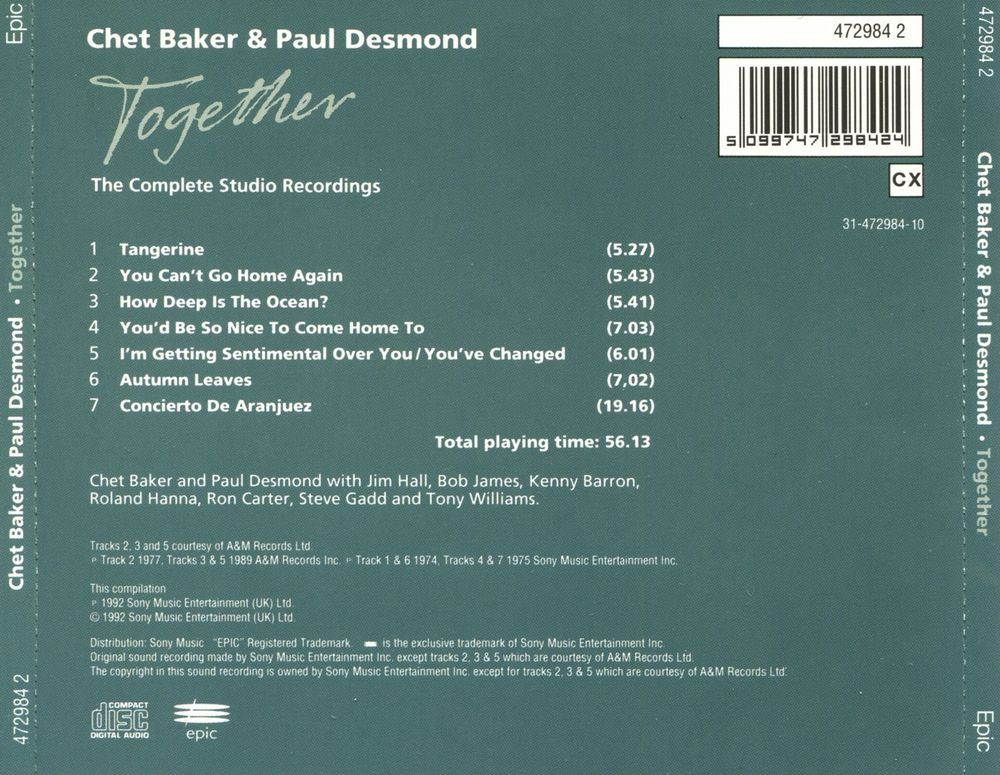 Epic
Chet Baker & Paul Desmond • Together
472984 2
Chet Baker & Paul Desmond
Together
The Complete Studio Recordings
472984 2
5 099747 298424
CX
31-472984-10
1 Tangerine (5.27)
2 You Can't Go Home Again (5.43)
3 How Deep Is The Ocean? (5.41)
4 You'd Be So Nice To Come Home To (7.03)
5 I'm Getting Sentimental Over You/You've Changed (6.01)
6 Autumn Leaves (7,02)
7 Concierto De Aranjuez (19.16)
Total playing time: 56.13
Chet Baker and Paul Desmond with Jim Hall, Bob James, Kenny Barron,
Roland Hanna, Ron Carter, Steve Gadd and Tony Williams.
Tracks 2, 3 and 5 courtesy of A&M Records Ltd.
℗ Track 2 1977, Tracks 3 & 5 1989 A&M Records Inc. ℗ Track 1 & 6 1974, Tracks 4 & 7 1975 Sony Music Entertainment Inc.
This compilation
℗ 1992 Sony Music Entertainment (UK) Ltd.
© 1992 Sony Music Entertainment (UK) Ltd.
Distribution: Sony Music "EPIC" Registered Trademark. is the exclusive trademark of Sony Music Entertainment Inc.
Original sound recording made by Sony Music Entertainment Inc. except tracks 2, 3 & 5 which are courtesy of A&M Records Ltd.
The copyright in this sound recording is owned by Sony Music Entertainment Inc. except for tracks 2, 3 & 5 which are courtesy of A&M Records Ltd.
COMPACT
disc
DIGITAL AUDIO
epic
472984 2
Chet Baker & Paul Desmond • Together
Epic